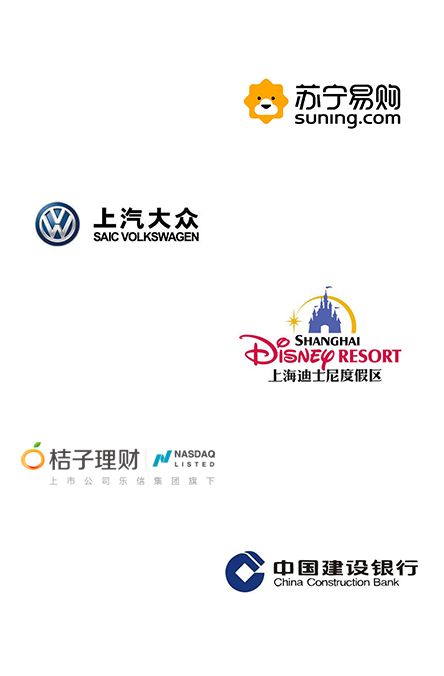 苏宁易购
suning.com
上汽大众
SAIC VOLKSWAGEN
SHANGHAI
DISNEY RESORT
上海迪士尼度假区
桔子理财
NASDAQ
LISTED
上市公司乐信集团旗下
中国建设银行
China Construction Bank